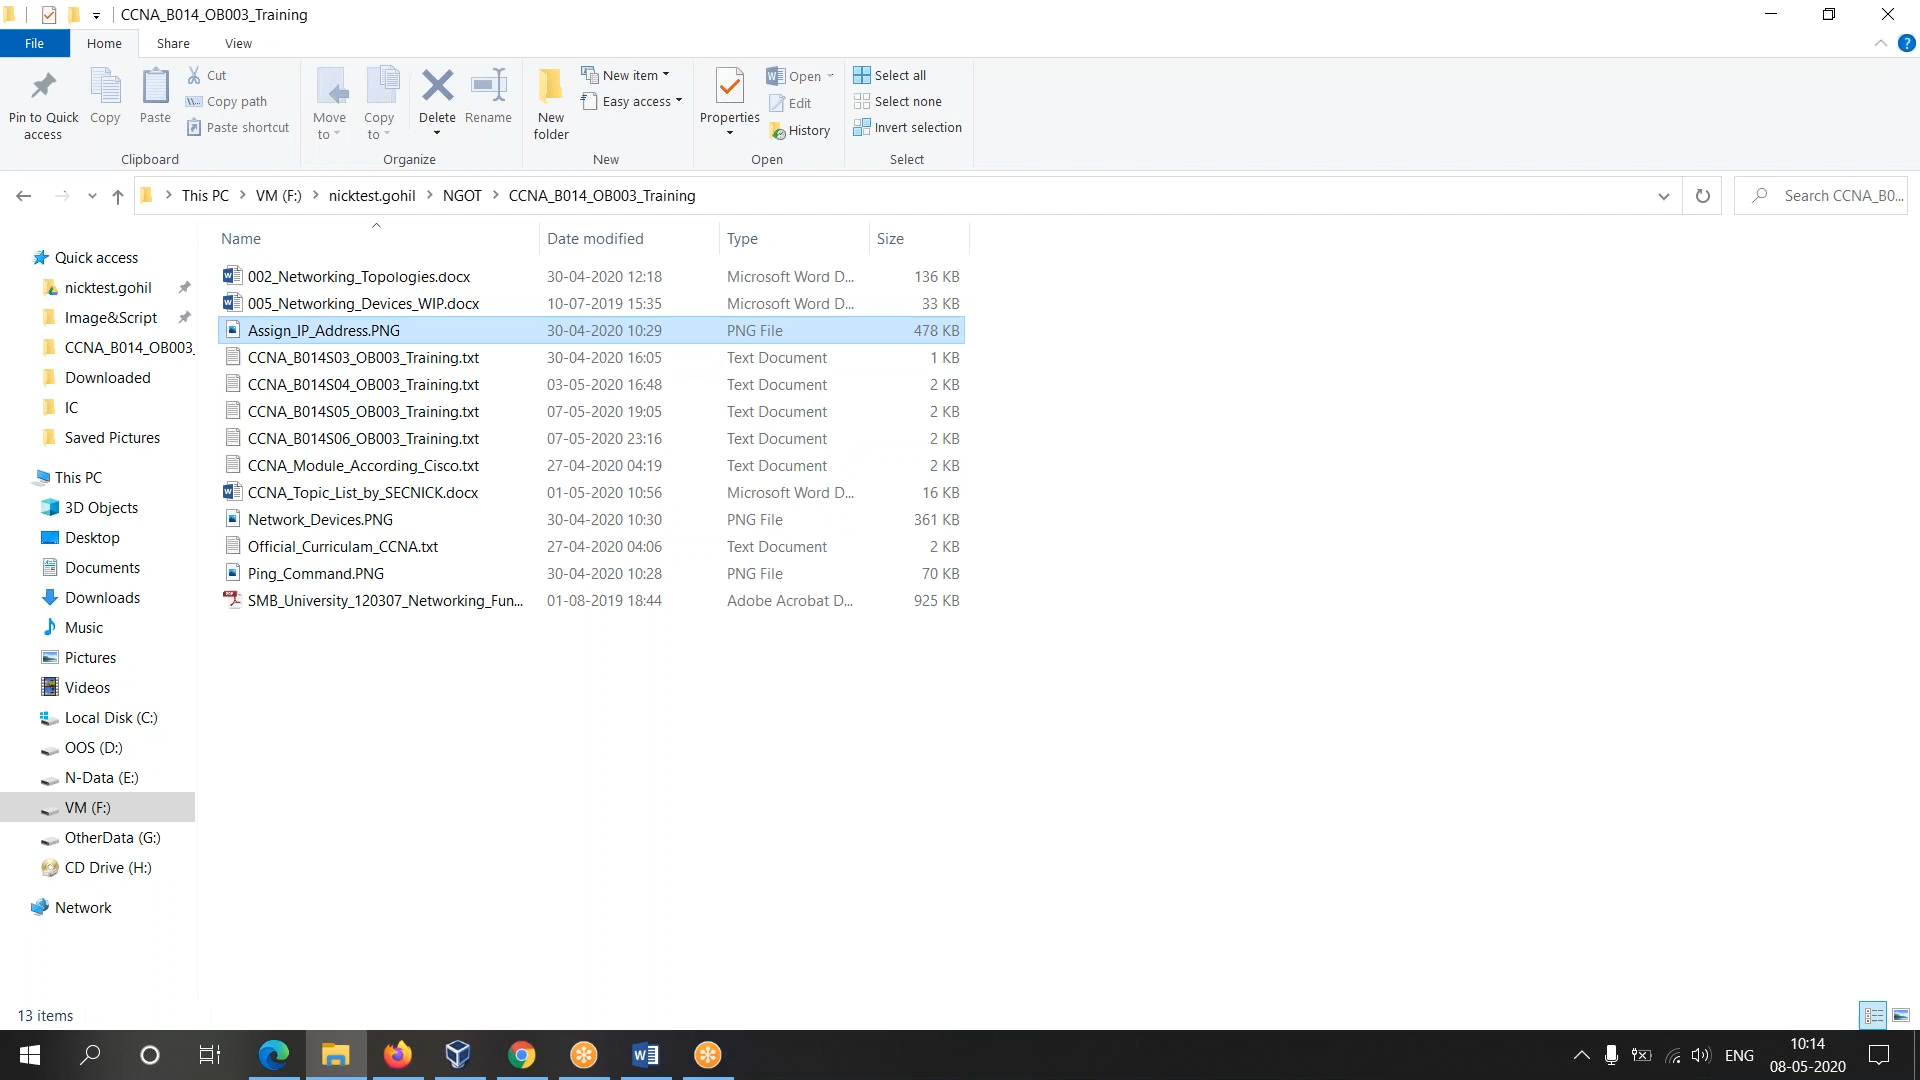 CCNA_B014_OB003_Training
File Home Share View
Pin to Quick access
Copy
Paste
Cut
Copy path
Paste shortcut
Clipboard
Move to
Copy to
Delete
Rename
Organize
New folder
New item
Easy access
New
Properties
Open
Edit
History
Open
Select all
Select none
Invert selection
Select
This PC > VM (F:) > nicktest.gohil > NGOT > CCNA_B014_OB003_Training
Search CCNA_B0...
Quick access
nicktest.gohil
Image&Script
CCNA_B014_OB003_
Downloaded
IC
Saved Pictures
This PC
3D Objects
Desktop
Documents
Downloads
Music
Pictures
Videos
Local Disk (C:)
OOS (D:)
N-Data (E:)
VM (F:)
OtherData (G:)
CD Drive (H:)
Network
Name Date modified Type Size
002_Networking_Topologies.docx 30-04-2020 12:18 Microsoft Word D... 136 KB
005_Networking_Devices_WIP.docx 10-07-2019 15:35 Microsoft Word D... 33 KB
Assign_IP_Address.PNG 30-04-2020 10:29 PNG File 478 KB
CCNA_B014S03_OB003_Training.txt 30-04-2020 16:05 Text Document 1 KB
CCNA_B014S04_OB003_Training.txt 03-05-2020 16:48 Text Document 2 KB
CCNA_B014S05_OB003_Training.txt 07-05-2020 19:05 Text Document 2 KB
CCNA_B014S06_OB003_Training.txt 07-05-2020 23:16 Text Document 2 KB
CCNA_Module_According_Cisco.txt 27-04-2020 04:19 Text Document 2 KB
CCNA_Topic_List_by_SECNICK.docx 01-05-2020 10:56 Microsoft Word D... 16 KB
Network_Devices.PNG 30-04-2020 10:30 PNG File 361 KB
Official_Curriculam_CCNA.txt 27-04-2020 04:06 Text Document 2 KB
Ping_Command.PNG 30-04-2020 10:28 PNG File 70 KB
SMB_University_120307_Networking_Fun... 01-08-2019 18:44 Adobe Acrobat D... 925 KB
13 items
ENG
10:14
08-05-2020